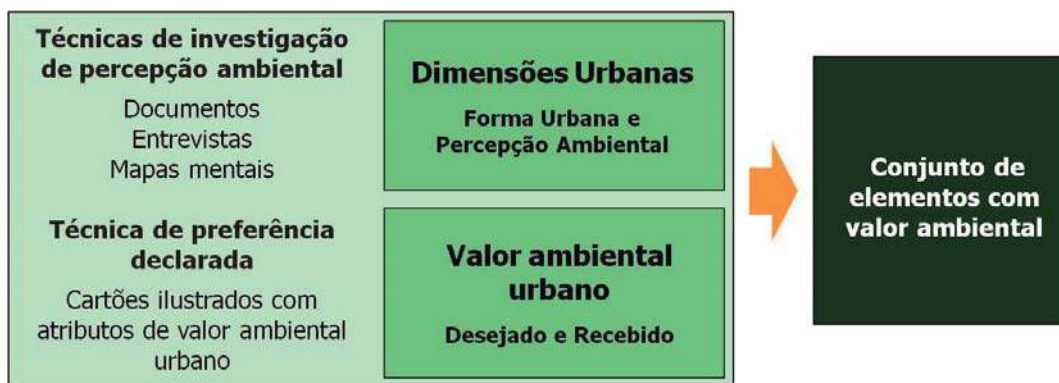 Técnicas de investigação
de percepção ambiental
Documentos
Entrevistas
Mapas mentais
Dimensões Urbanas
Forma Urbana e
Percepção Ambiental
Técnica de preferência
declarada
Cartões ilustrados com
atributos de valor ambiental
urbano
Valor ambiental
urbano
Desejado e Recebido
Conjunto de
elementos com
valor ambiental